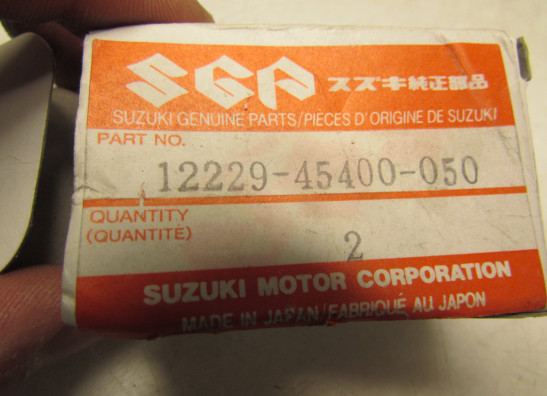 SGP スズキ純正部品
SUZUKI GENUINE PARTS/PIECES D'ORIGINE DE SUZUKI
PART NO.
12229-45400-050
QUANTITY
(QUANTITÉ)
2
SUZUKI MOTOR CORPORATION
MADE IN JAPAN/FABRIQUÉ AU JAPON